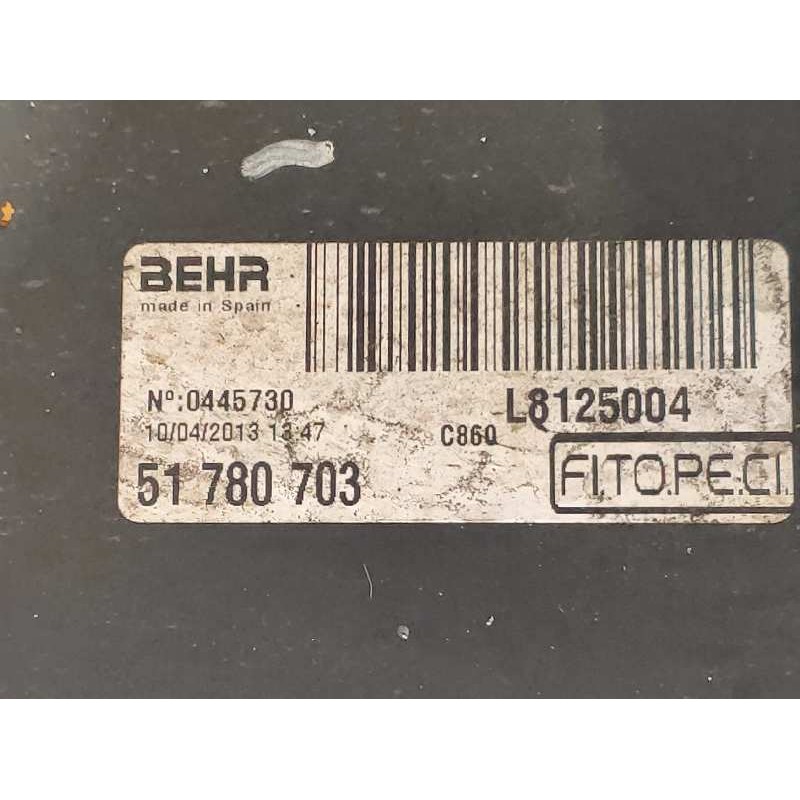 BEHR
made in Spain
Nº:0445730
L8125004
10/04/2013 13:47
C860
51 780 703
FI.TO.PE.CI.